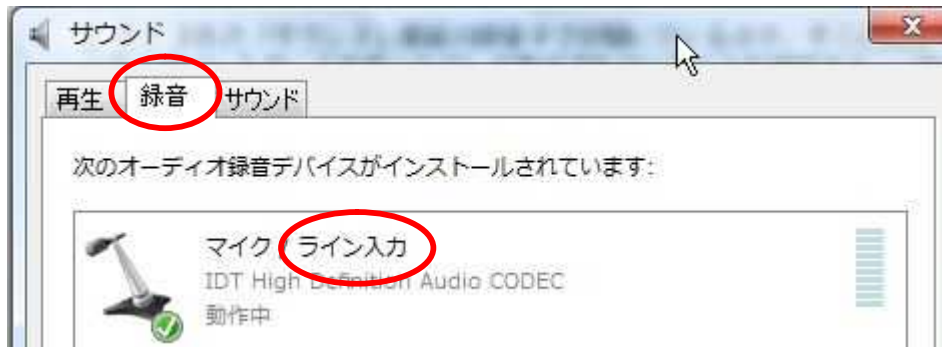 サウンド
再生 録音 サウンド
次のオーディオ録音デバイスがインストールされています:
マイク / ライン入力
IDT High Definition Audio CODEC
動作中